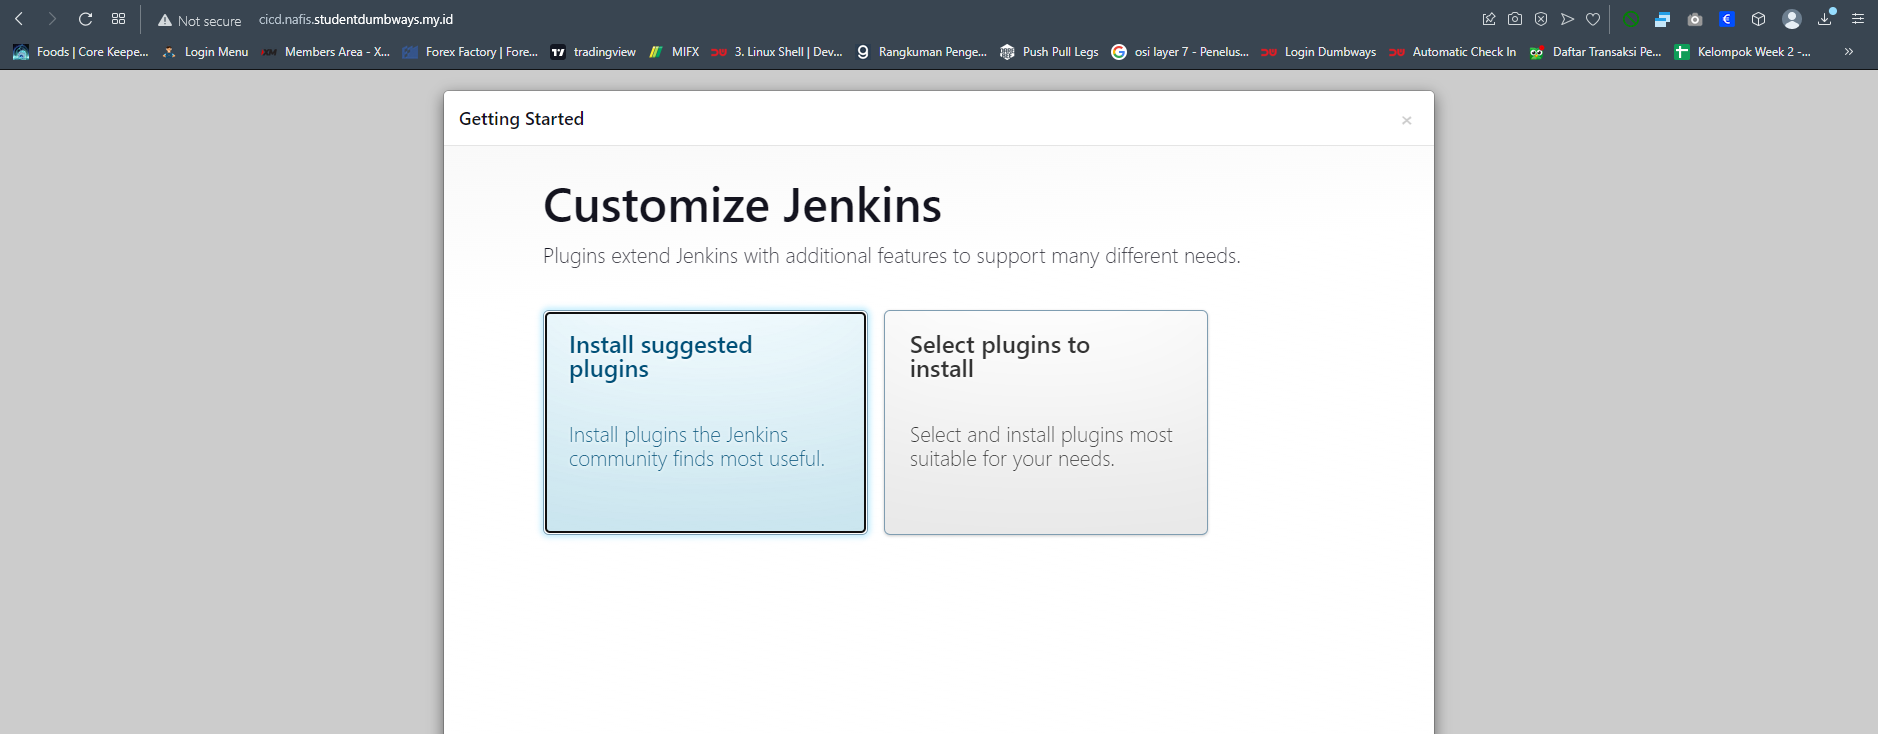 Not secure cicd.nafis.studentdumbways.my.id
Foods | Core Keepe... Login Menu XM Members Area - X... Forex Factory | Fore... tradingview MIFX 3. Linux Shell | Dev... Rangkuman Penge... Push Pull Legs osi layer 7 - Penelus... Login Dumbways Automatic Check In Daftar Transaksi Pe... Kelompok Week 2 -... »
Getting Started ×
Customize Jenkins
Plugins extend Jenkins with additional features to support many different needs.
Install suggested
plugins
Install plugins the Jenkins
community finds most useful.
Select plugins to
install
Select and install plugins most
suitable for your needs.